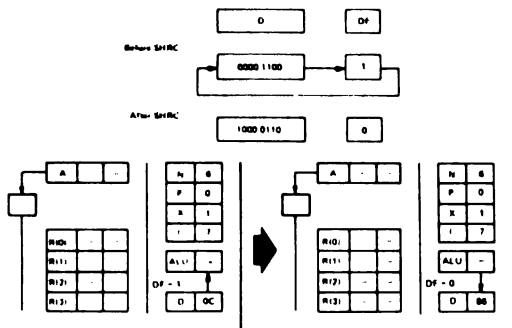 D DF
Before SHRC
0000 1100 1
After SHRC
1000 0110 0
A - N 6 A - - N 6
P 0 P 0
X 1 X 1
I 7 I 7
R(0) - - ALU - R(0) - - ALU -
R(1) R(1) -
R(2) - DF = 1 R(2) - - DF = 0
R(3) D 0C R(3) - - D 86